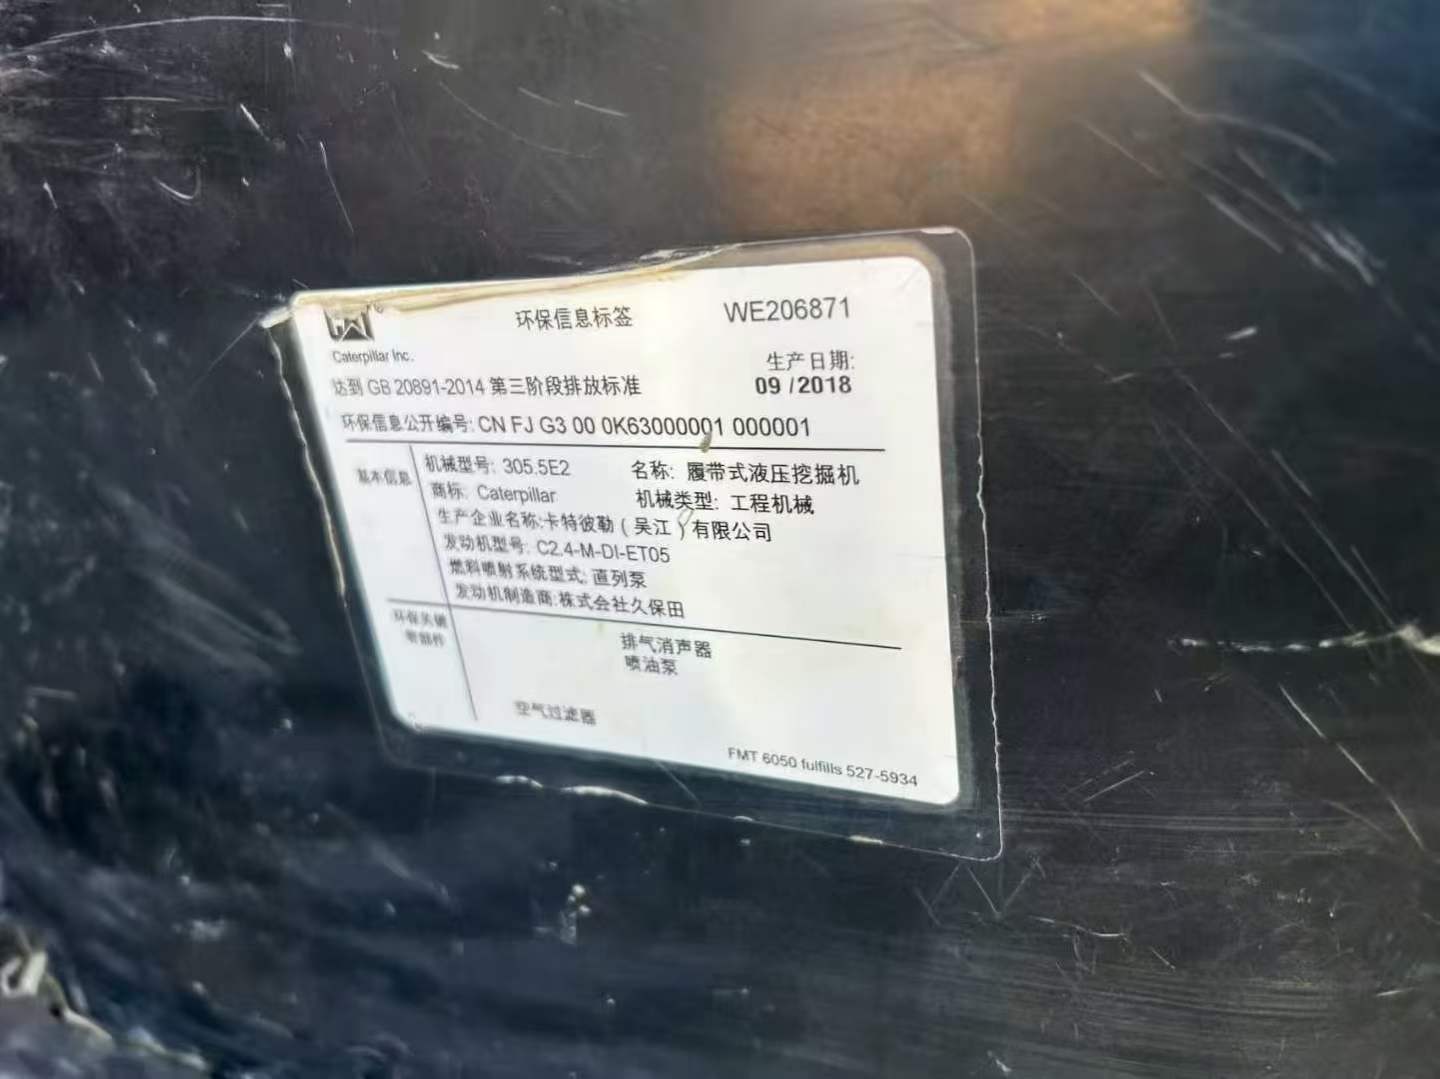 CAT®
环保信息标签
WE206871
Caterpillar Inc.
生产日期:
09 /2018
达到 GB 20891-2014 第三阶段排放标准
环保信息公开编号: CN FJ G3 00 0K63000001 000001
基本信息
机械型号: 305.5E2
名称: 履带式液压挖掘机
商标: Caterpillar
机械类型: 工程机械
生产企业名称:卡特彼勒（吴江）有限公司
发动机型号: C2.4-M-DI-ET05
燃料喷射系统型式: 直列泵
发动机制造商:株式会社久保田
环保关键
零部件
排气消声器
喷油泵
空气过滤器
FMT 6050 fulfills 527-5934